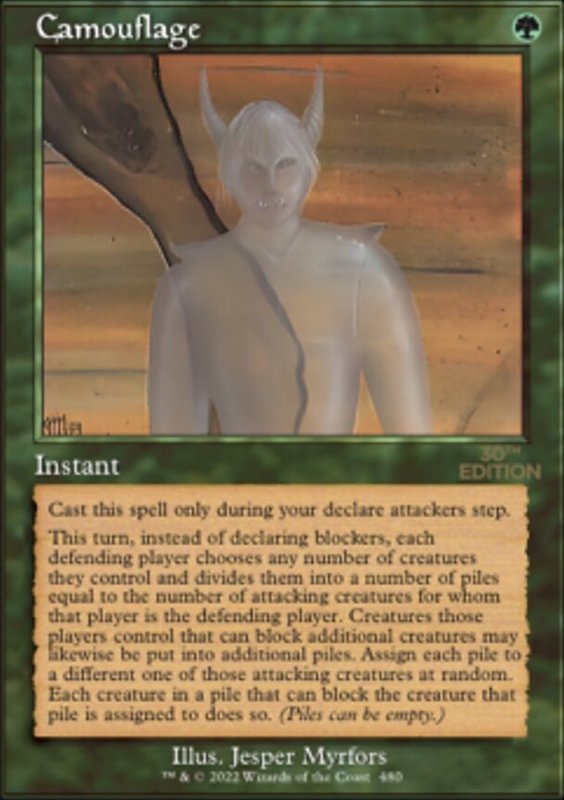 Camouflage
Instant
30TH
EDITION
Cast this spell only during your declare attackers step.
This turn, instead of declaring blockers, each
defending player chooses any number of creatures
they control and divides them into a number of piles
equal to the number of attacking creatures for whom
that player is the defending player. Creatures those
players control that can block additional creatures may
likewise be put into additional piles. Assign each pile to
a different one of those attacking creatures at random.
Each creature in a pile that can block the creature that
pile is assigned to does so. (Piles can be empty.)
Illus. Jesper Myrfors
™ & © 2022 Wizards of the Coast 480